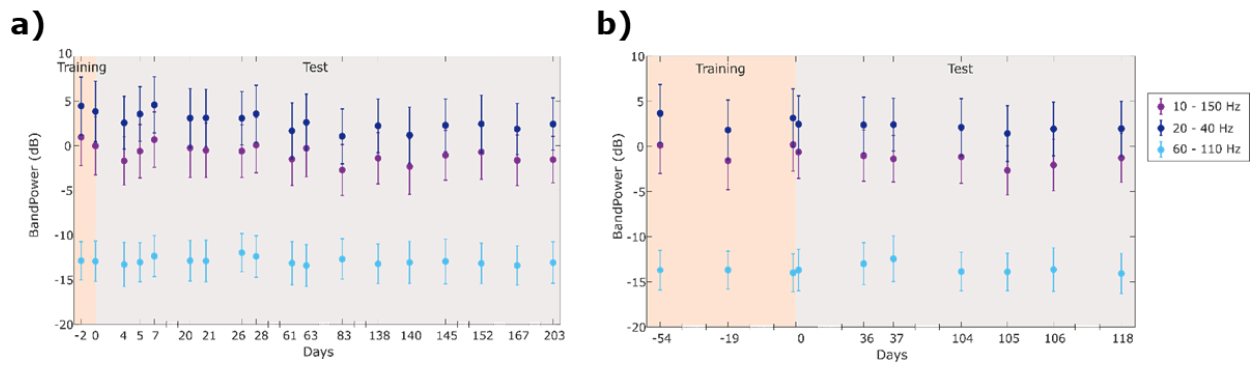 a)
b)
10
5
0
-5
-10
-15
-20
BandPower (dB)
Training
Test
-2 0 4 5 7 20 21 25 28 61 63 83 138 140 145 152 167 203
Days
10
5
0
-5
-10
-15
-20
BandPower (dB)
Training
Test
-54 -19 0 36 37 104 105 106 118
Days
10 - 150 Hz
20 - 40 Hz
60 - 110 Hz